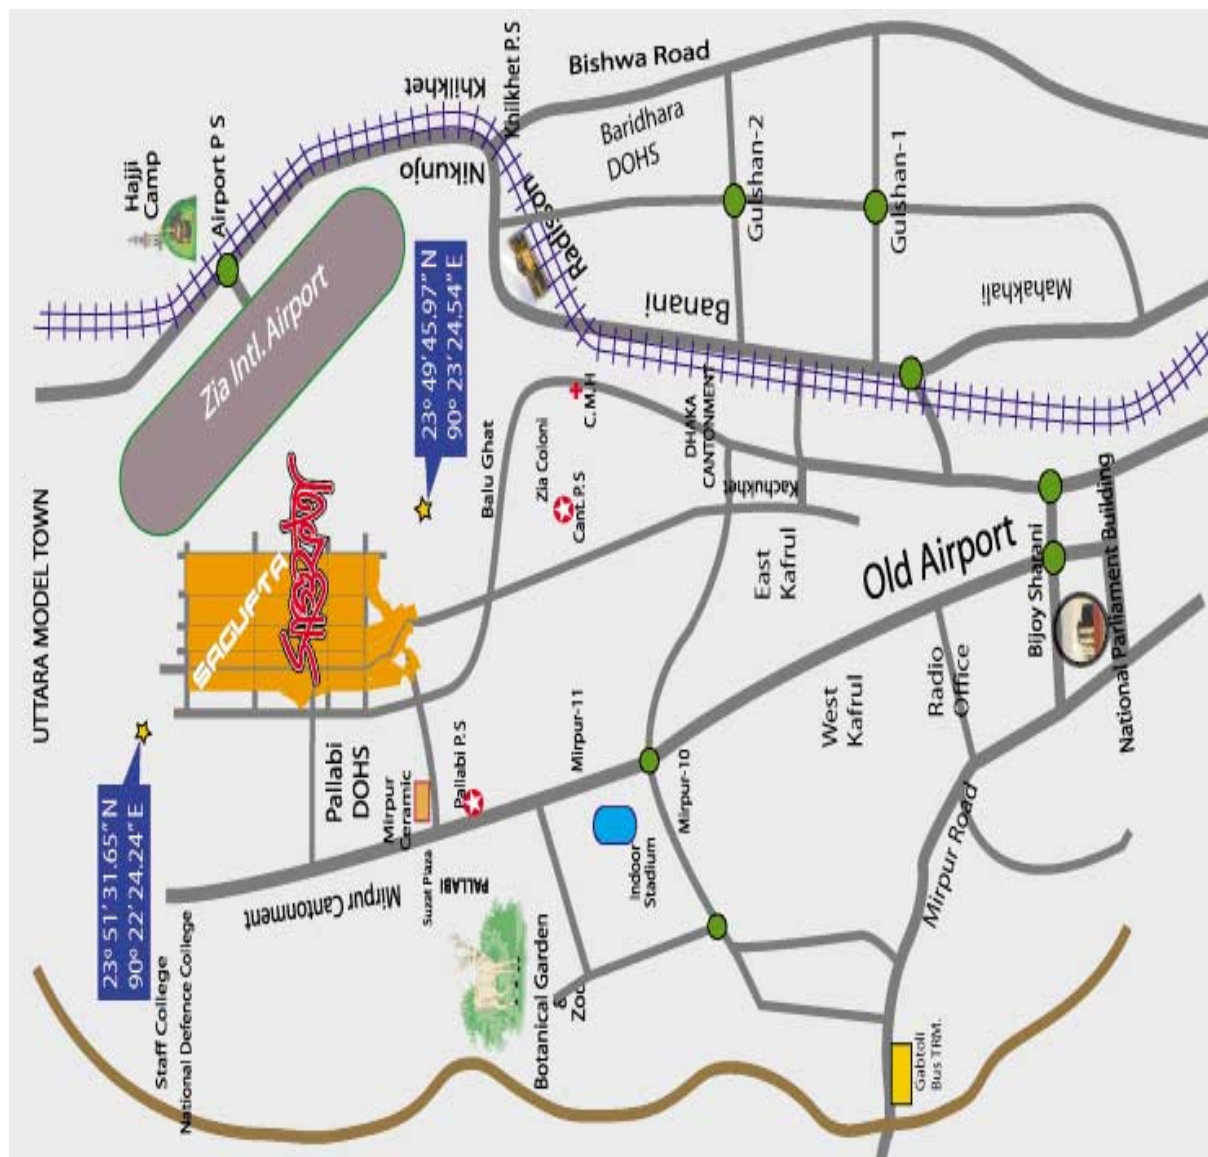 UTTARA MODEL TOWN
Hajji
Camp
Airport P S
Khilkhet
Nikunjo
Khilkhet P. S
Bishwa Road
Baridhara
DOHS
Gulshan-2
Gulshan-1
Radisson
Banani
Mahakhali
Zia Intl. Airport
23° 49' 45.97" N
90° 23' 24.54" E
Balu Ghat
Zia Coloni
Cant. P. S
C.M.H
DHAKA
CANTONMENT
Kachukhet
East
Kafrul
Old Airport
Bijoy Sharani
National Parliament Building
SAGUFTA
23° 51' 31.65" N
90° 22' 24.24" E
Pallabi
DOHS
Mirpur
Ceramic
Pallabi P. S
Mirpur-11
Mirpur-10
West
Kafrul
Radio
Office
Mirpur Road
Suzat Plaza
PALLABI
Mirpur Cantonment
Indoor
Stadium
Staff College
National Defence College
Botanical Garden
&
Zoo
Gabtoli
Bus TRM.